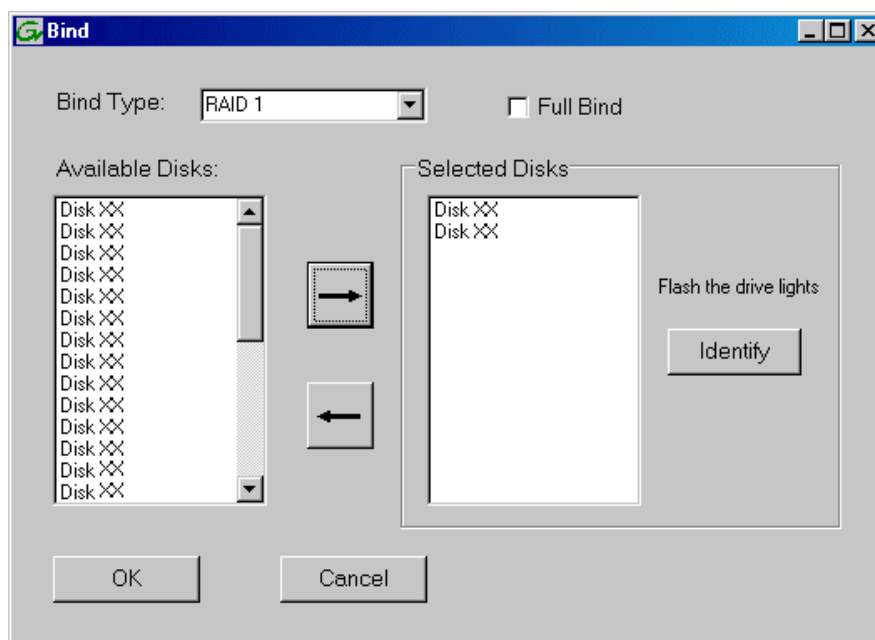 Bind
Bind Type: RAID 1 Full Bind
Available Disks:
Disk XX
Disk XX
Disk XX
Disk XX
Disk XX
Disk XX
Disk XX
Disk XX
Disk XX
Disk XX
Disk XX
Disk XX
Disk XX
Disk XX
Selected Disks
Disk XX
Disk XX
Flash the drive lights
Identify
OK Cancel